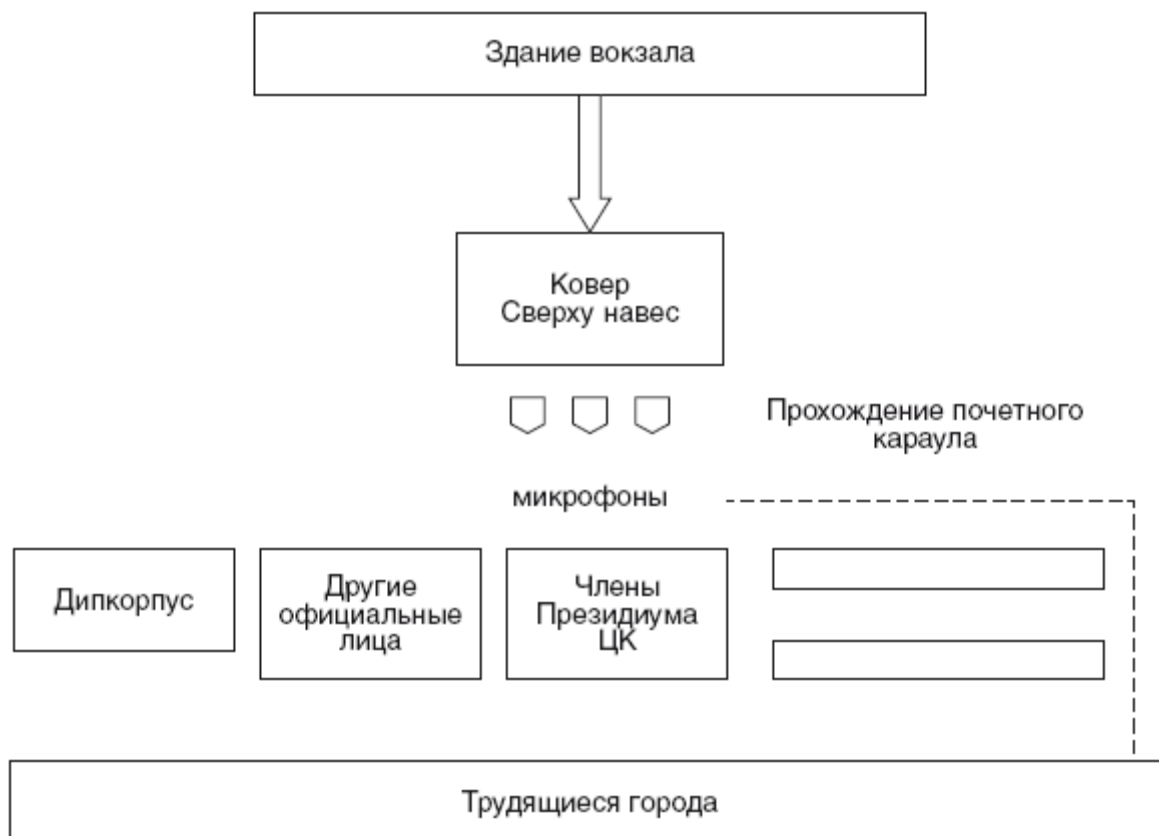 Здание вокзала
Ковер
Сверху навес
Прохождение почетного
караула
микрофоны
Дипкорпус
Другие
официальные
лица
Члены
Президиума
ЦК
Трудящиеся города